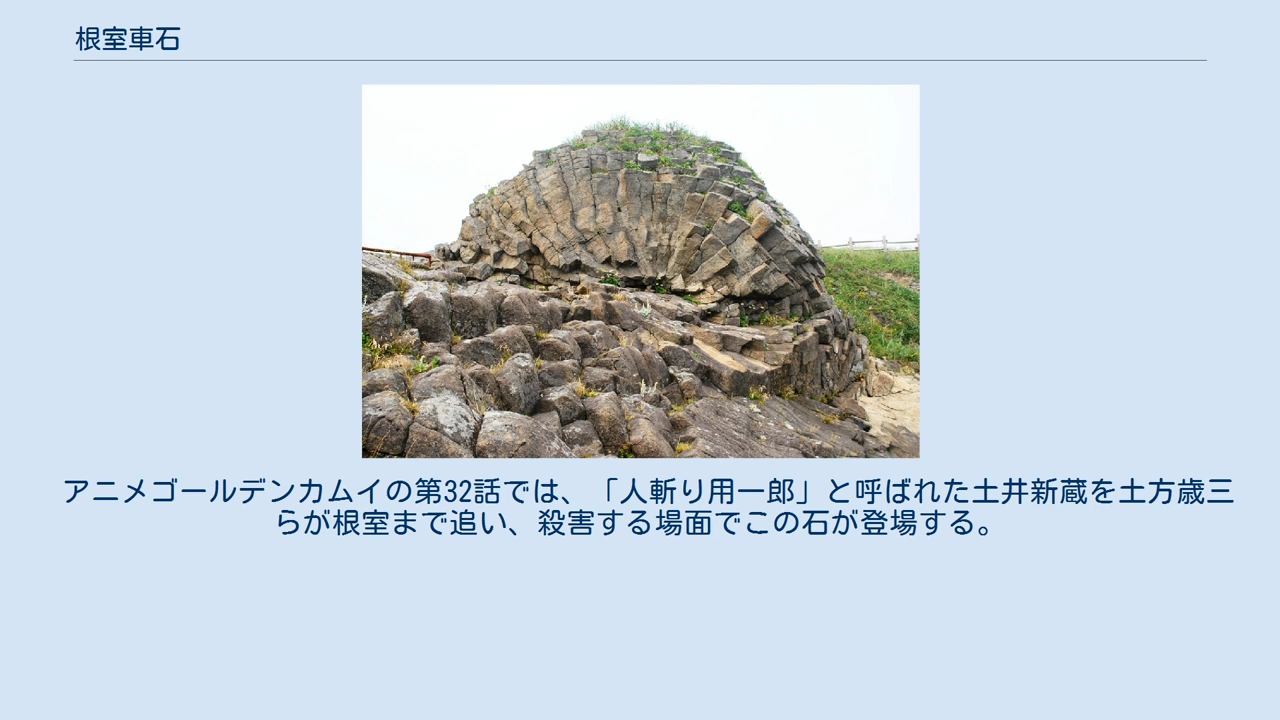 根室車石
アニメゴールデンカムイの第32話では、「人斬り用一郎」と呼ばれた土井新蔵を土方歳三
らが根室まで追い、殺害する場面でこの石が登場する。